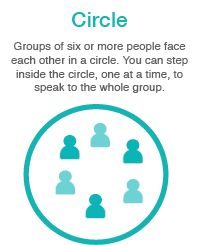 Circle
Groups of six or more people face
each other in a circle. You can step
inside the circle, one at a time, to
speak to the whole group.